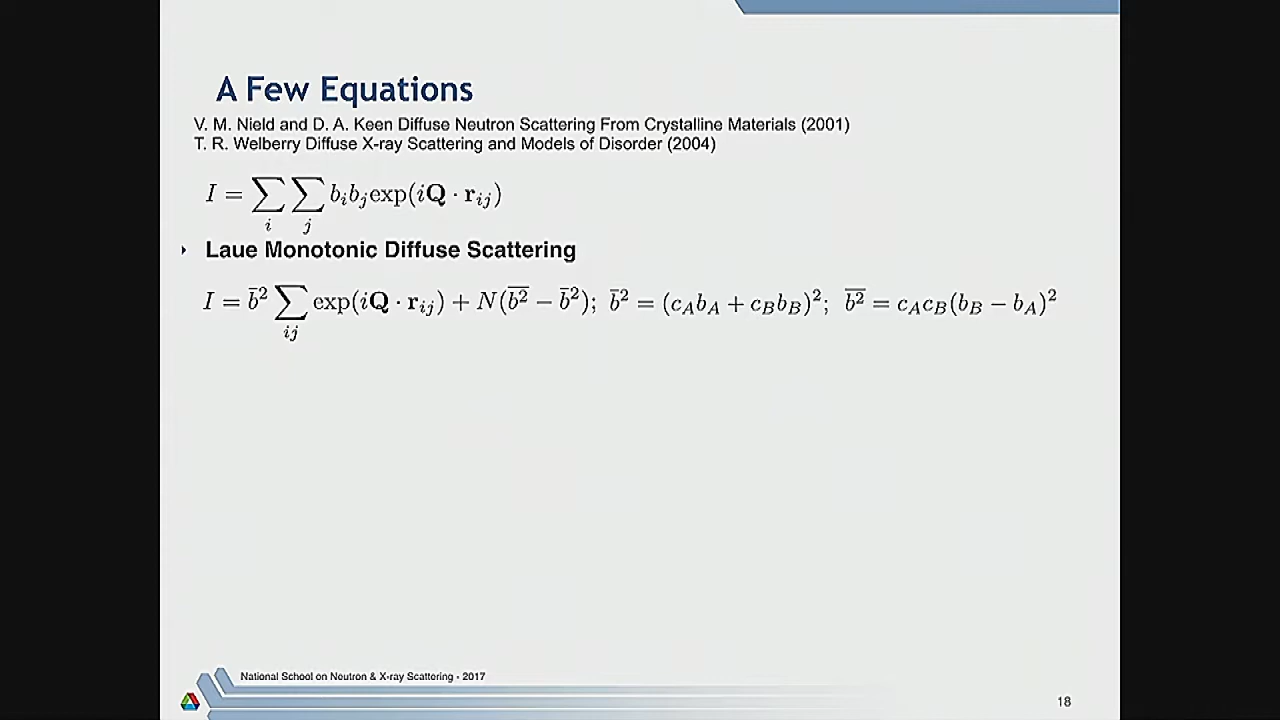 A Few Equations
V. M. Nield and D. A. Keen Diffuse Neutron Scattering From Crystalline Materials (2001)
T. R. Welberry Diffuse X-ray Scattering and Models of Disorder (2004)
$I = \sum_i \sum_j b_i b_j \exp(i\mathbf{Q} \cdot \mathbf{r}_{ij})$
‣ Laue Monotonic Diffuse Scattering
$I = \bar{b}^2 \sum_{ij} \exp(i\mathbf{Q} \cdot \mathbf{r}_{ij}) + N(\overline{b^2} - \bar{b}^2);\ \bar{b}^2 = (c_A b_A + c_B b_B)^2;\ \overline{b^2} = c_A c_B (b_B - b_A)^2$
National School on Neutron & X-ray Scattering - 2017
18